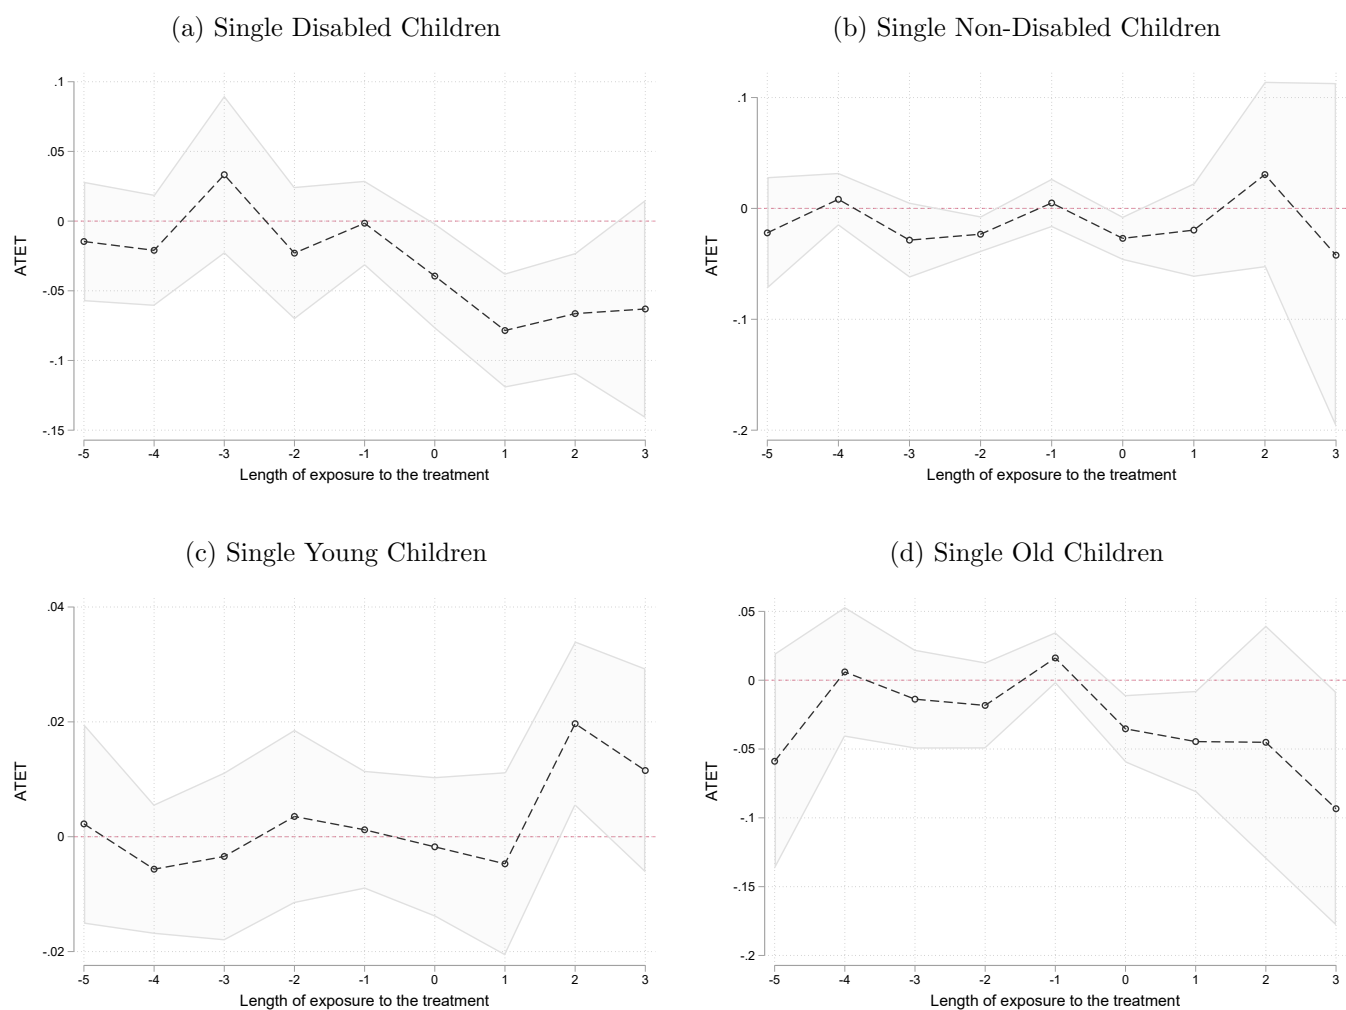 (a) Single Disabled Children
.1
.05
0
-.05
-.1
-.15
ATET
-5 -4 -3 -2 -1 0 1 2 3
Length of exposure to the treatment
(b) Single Non-Disabled Children
.1
0
-.1
-.2
ATET
-5 -4 -3 -2 -1 0 1 2 3
Length of exposure to the treatment
(c) Single Young Children
.04
.02
0
-.02
ATET
-5 -4 -3 -2 -1 0 1 2 3
Length of exposure to the treatment
(d) Single Old Children
.05
0
-.05
-.1
-.15
-.2
ATET
-5 -4 -3 -2 -1 0 1 2 3
Length of exposure to the treatment